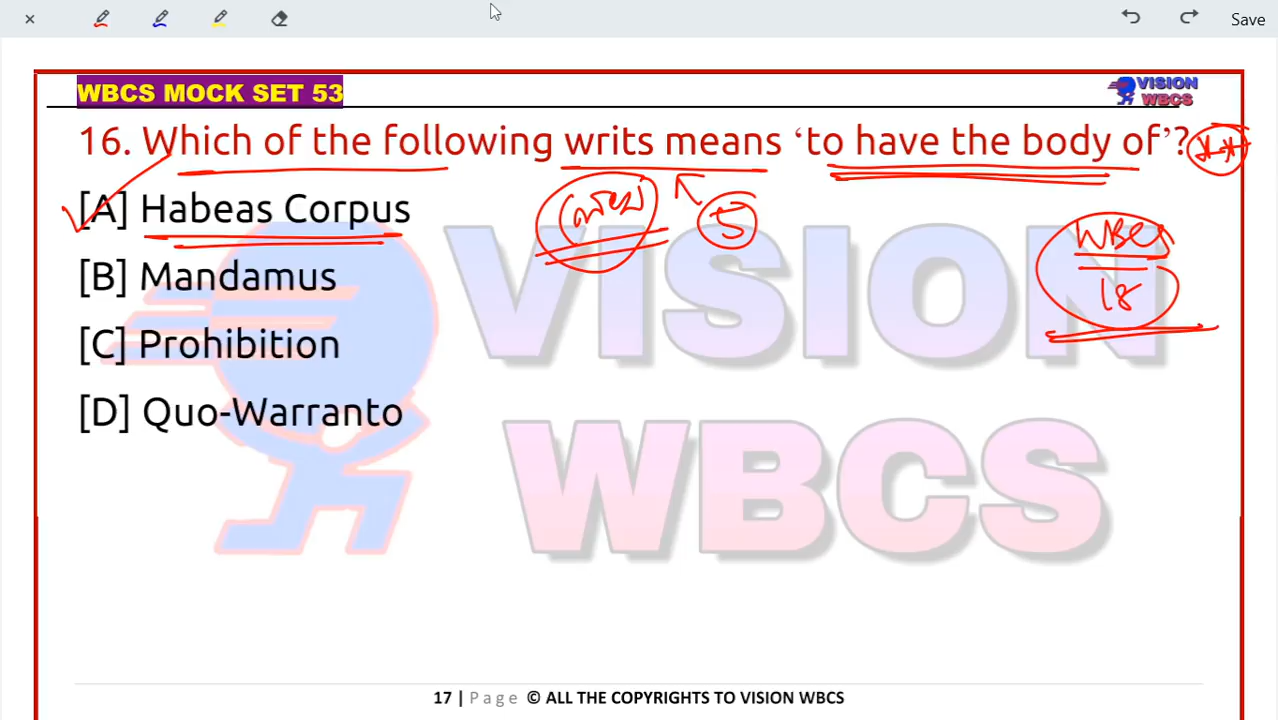 Save
WBCS MOCK SET 53
VISION
WBCS
16. Which of the following writs means ‘to have the body of’?
[A] Habeas Corpus
5
WBCS
18
[B] Mandamus
[C] Prohibition
[D] Quo-Warranto
VISION
WBCS
17 | Page © ALL THE COPYRIGHTS TO VISION WBCS